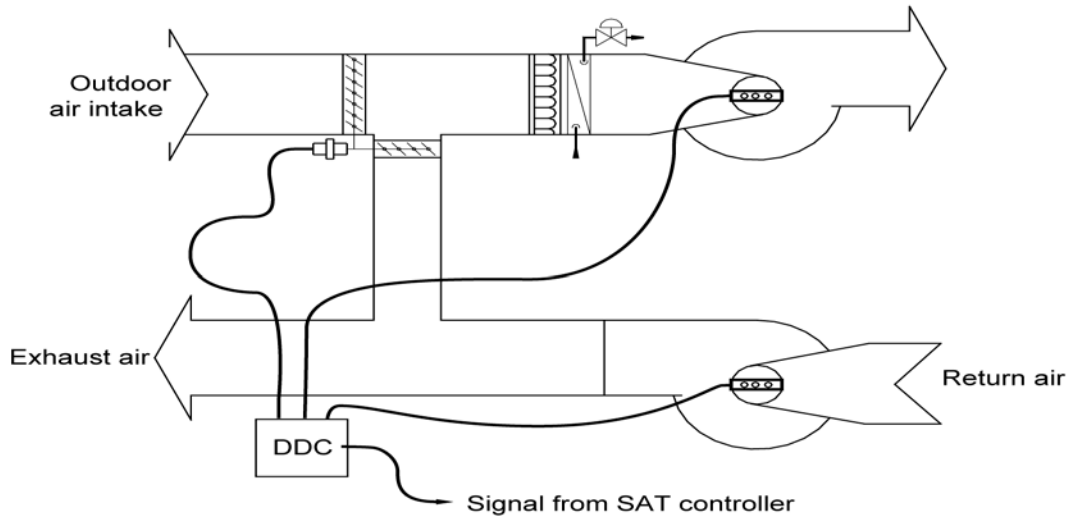 Outdoor
air intake
Exhaust air
Return air
DDC
Signal from SAT controller